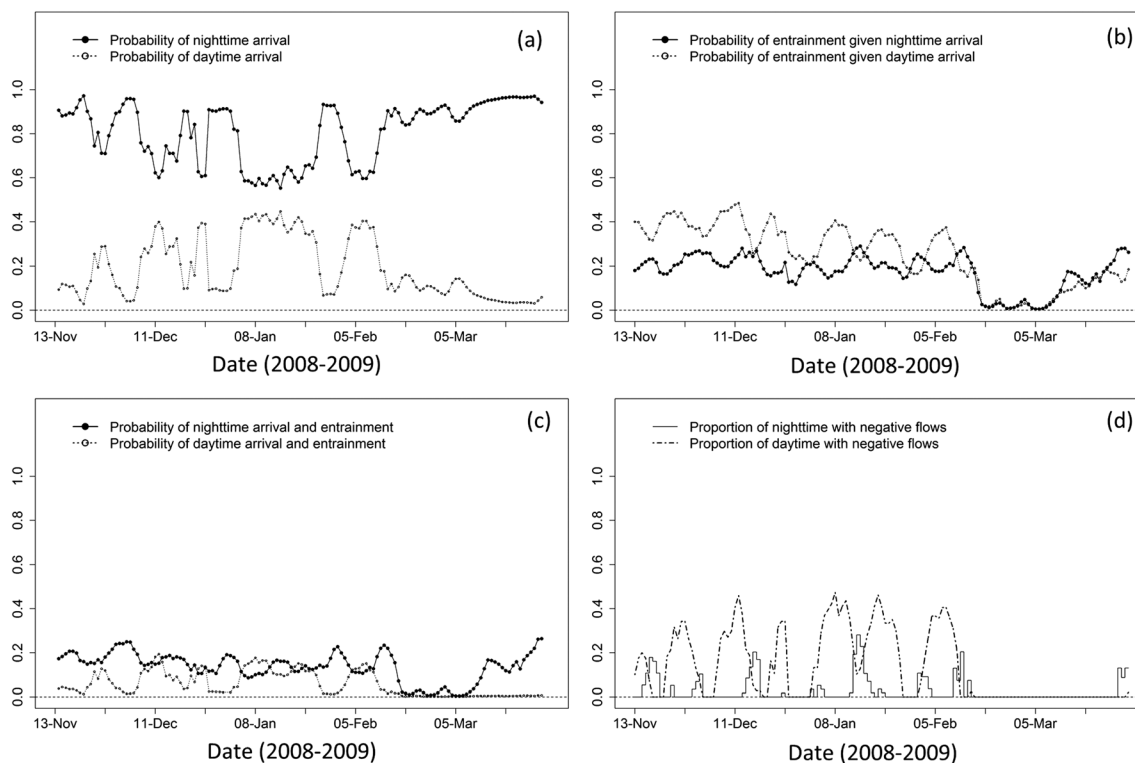 Probability of nighttime arrival
Probability of daytime arrival
(a)
0.0 0.2 0.4 0.6 0.8 1.0
13-Nov 11-Dec 08-Jan 05-Feb 05-Mar
Date (2008-2009)
Probability of entrainment given nighttime arrival
Probability of entrainment given daytime arrival
(b)
0.0 0.2 0.4 0.6 0.8 1.0
13-Nov 11-Dec 08-Jan 05-Feb 05-Mar
Date (2008-2009)
Probability of nighttime arrival and entrainment
Probability of daytime arrival and entrainment
(c)
0.0 0.2 0.4 0.6 0.8 1.0
13-Nov 11-Dec 08-Jan 05-Feb 05-Mar
Date (2008-2009)
Proportion of nighttime with negative flows
Proportion of daytime with negative flows
(d)
0.0 0.2 0.4 0.6 0.8 1.0
13-Nov 11-Dec 08-Jan 05-Feb 05-Mar
Date (2008-2009)